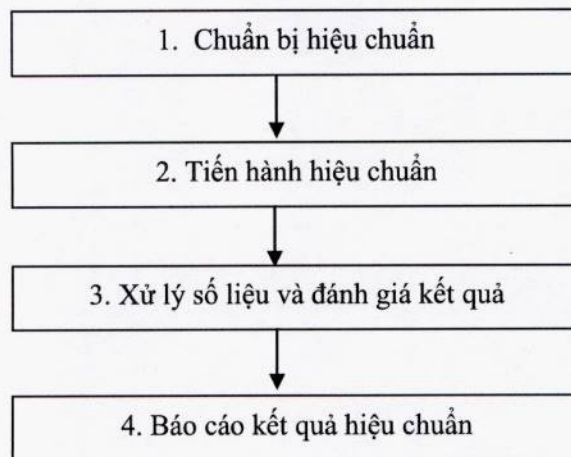 1. Chuẩn bị hiệu chuẩn
2. Tiến hành hiệu chuẩn
3. Xử lý số liệu và đánh giá kết quả
4. Báo cáo kết quả hiệu chuẩn